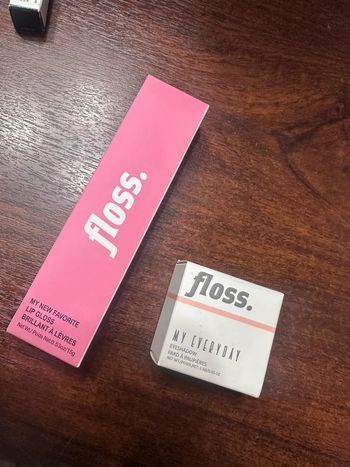 floss.
MY NEW FAVORITE
LIP GLOSS
BRILLANT À LÈVRES
floss.
MY EVERYDAY
EYESHADOW
FARD À PAUPIÈRES